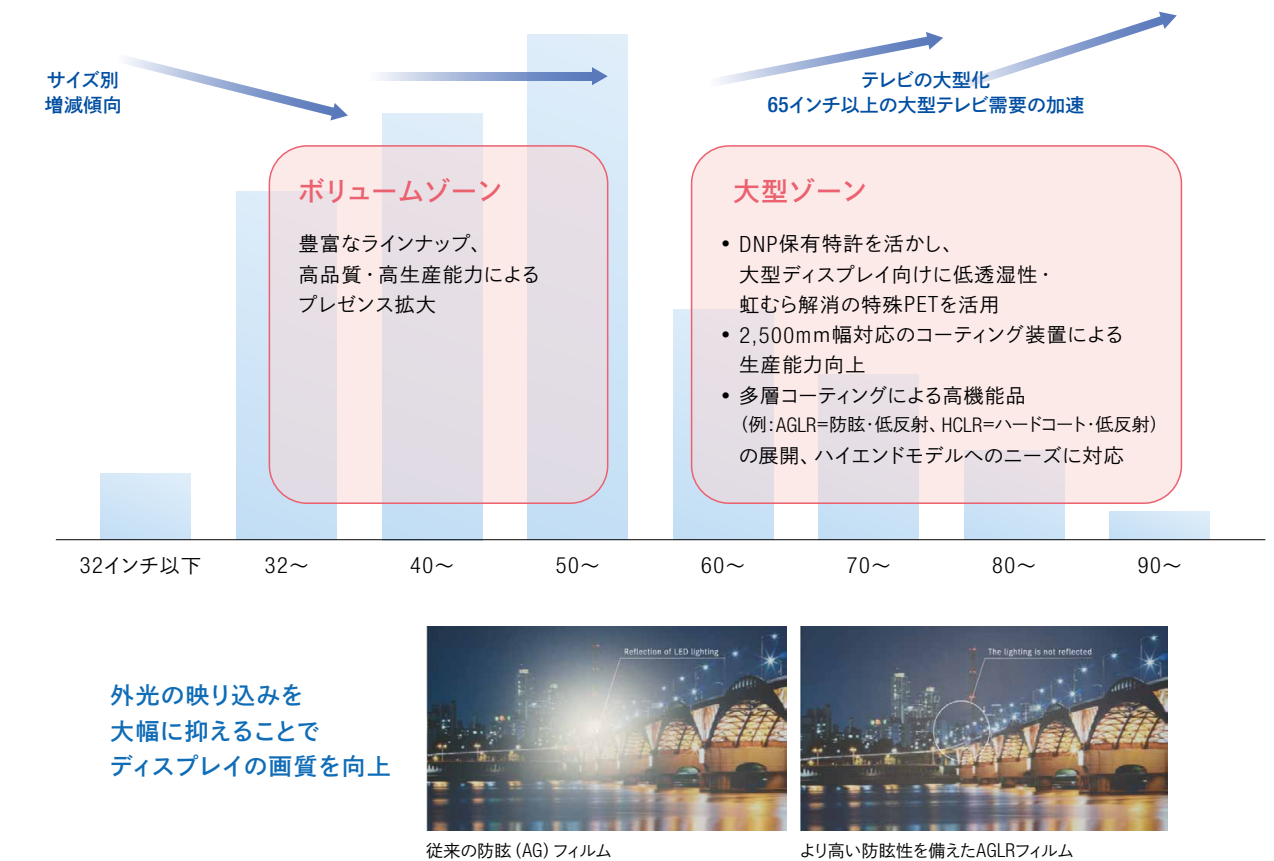 サイズ別
増減傾向
テレビの大型化
65インチ以上の大型テレビ需要の加速
ボリュームゾーン
豊富なラインナップ、
高品質・高生産能力による
プレゼンス拡大
大型ゾーン
• DNP保有特許を活かし、
大型ディスプレイ向けに低透湿性・
虹むら解消の特殊PETを活用
• 2,500mm幅対応のコーティング装置による
生産能力向上
• 多層コーティングによる高機能品
(例:AGLR=防眩・低反射、HCLR=ハードコート・低反射)
の展開、ハイエンドモデルへのニーズに対応
32インチ以下 32〜 40〜 50〜 60〜 70〜 80〜 90〜
外光の映り込みを
大幅に抑えることで
ディスプレイの画質を向上
Reflection of LED lighting
The lighting is not reflected
従来の防眩(AG)フィルム
より高い防眩性を備えたAGLRフィルム